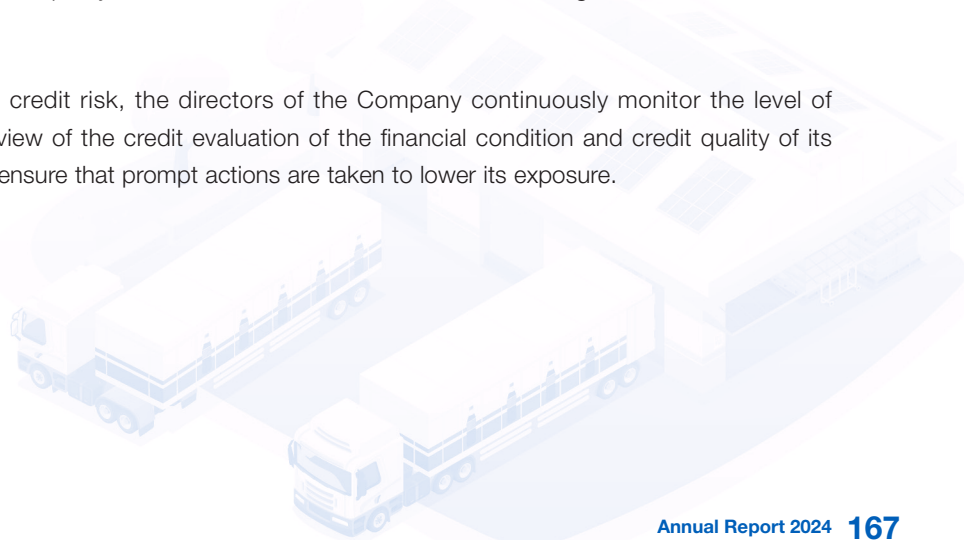 credit risk, the directors of the Company continuously monitor the level of
view of the credit evaluation of the financial condition and credit quality of its
ensure that prompt actions are taken to lower its exposure.
Annual Report 2024 167